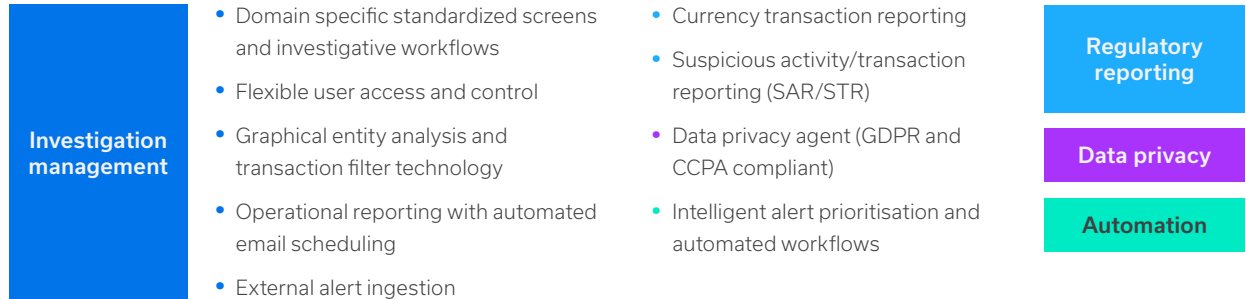 Investigation
management
• Domain specific standardized screens
and investigative workflows
• Flexible user access and control
• Graphical entity analysis and
transaction filter technology
• Operational reporting with automated
email scheduling
• External alert ingestion
• Currency transaction reporting
• Suspicious activity/transaction
reporting (SAR/STR)
• Data privacy agent (GDPR and
CCPA compliant)
• Intelligent alert prioritisation and
automated workflows
Regulatory
reporting
Data privacy
Automation